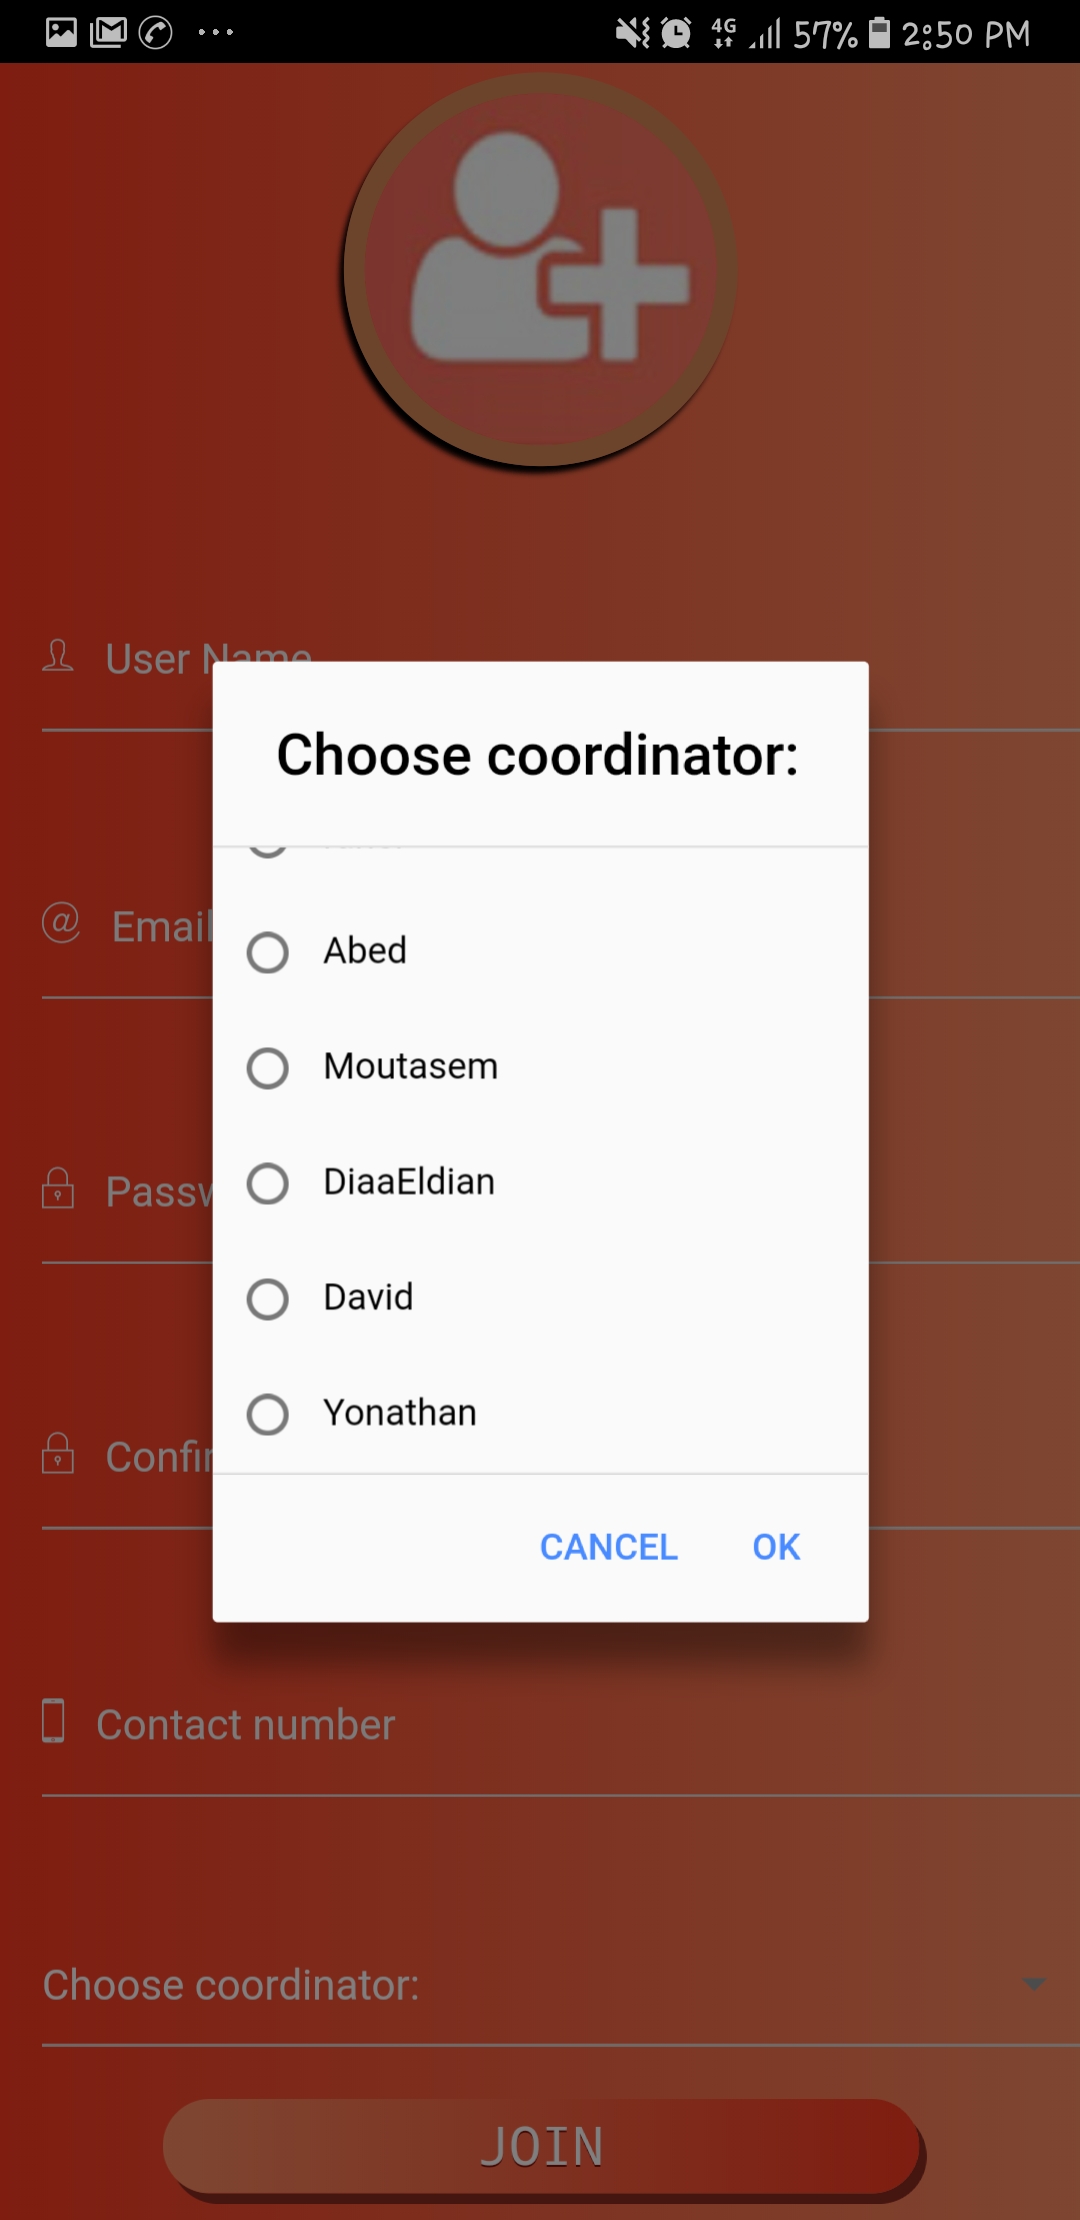 4G 57% 2:50 PM
User Name
Choose coordinator:
Email
Abed
Moutasem
Passw
DiaaEldian
David
Yonathan
Confir
CANCEL OK
Contact number
Choose coordinator:
JOIN